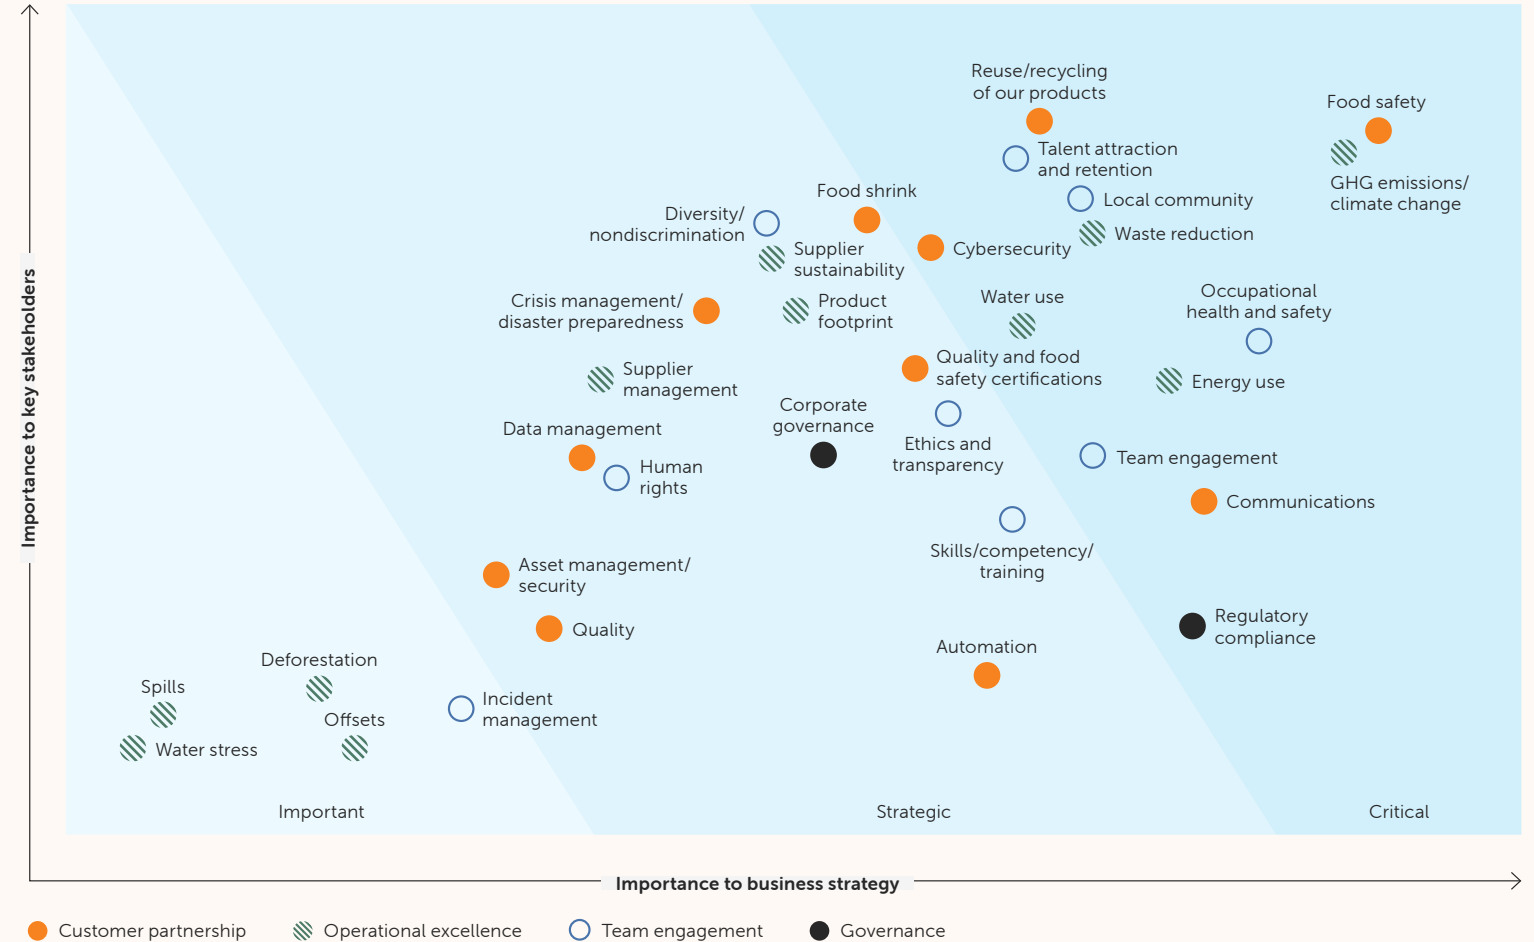 Reuse/recycling
of our products
Food safety
Talent attraction
and retention
GHG emissions/
climate change
Food shrink
Local community
Diversity/
nondiscrimination
Waste reduction
Supplier
sustainability
Cybersecurity
Crisis management/
disaster preparedness
Product
footprint
Water use
Occupational
health and safety
Supplier
management
Quality and food
safety certifications
Energy use
Corporate
governance
Data management
Ethics and
transparency
Human
rights
Team engagement
Communications
Skills/competency/
training
Asset management/
security
Quality
Regulatory
compliance
Automation
Deforestation
Spills
Incident
management
Offsets
Water stress
Important
Strategic
Critical
Importance to key stakeholders
Importance to business strategy
Customer partnership
Operational excellence
Team engagement
Governance